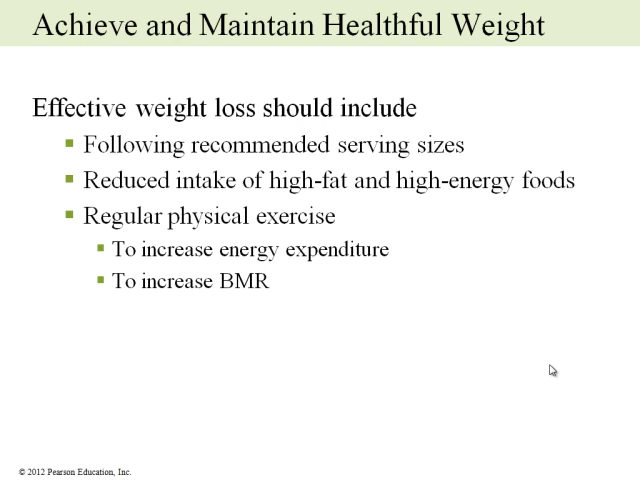 Achieve and Maintain Healthful Weight
Effective weight loss should include
Following recommended serving sizes
Reduced intake of high-fat and high-energy foods
Regular physical exercise
To increase energy expenditure
To increase BMR
© 2012 Pearson Education, Inc.